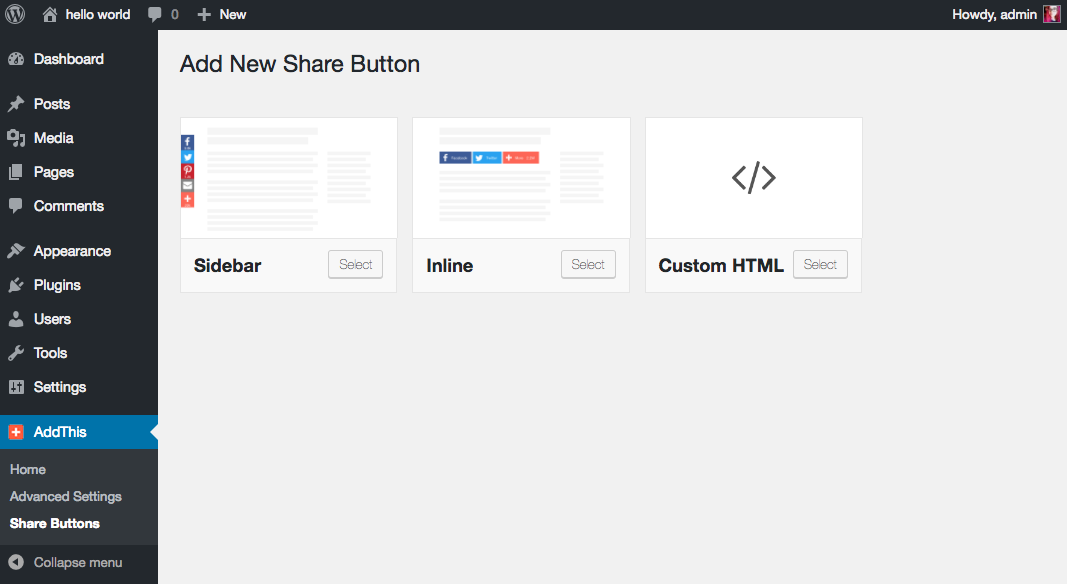 hello world
0
New
Howdy, admin
Dashboard
Posts
Media
Pages
Comments
Appearance
Plugins
Users
Tools
Settings
AddThis
Home
Advanced Settings
Share Buttons
Collapse menu
Add New Share Button
Sidebar
Select
Facebook
Twitter
Inline
Select
</>
Custom HTML
Select